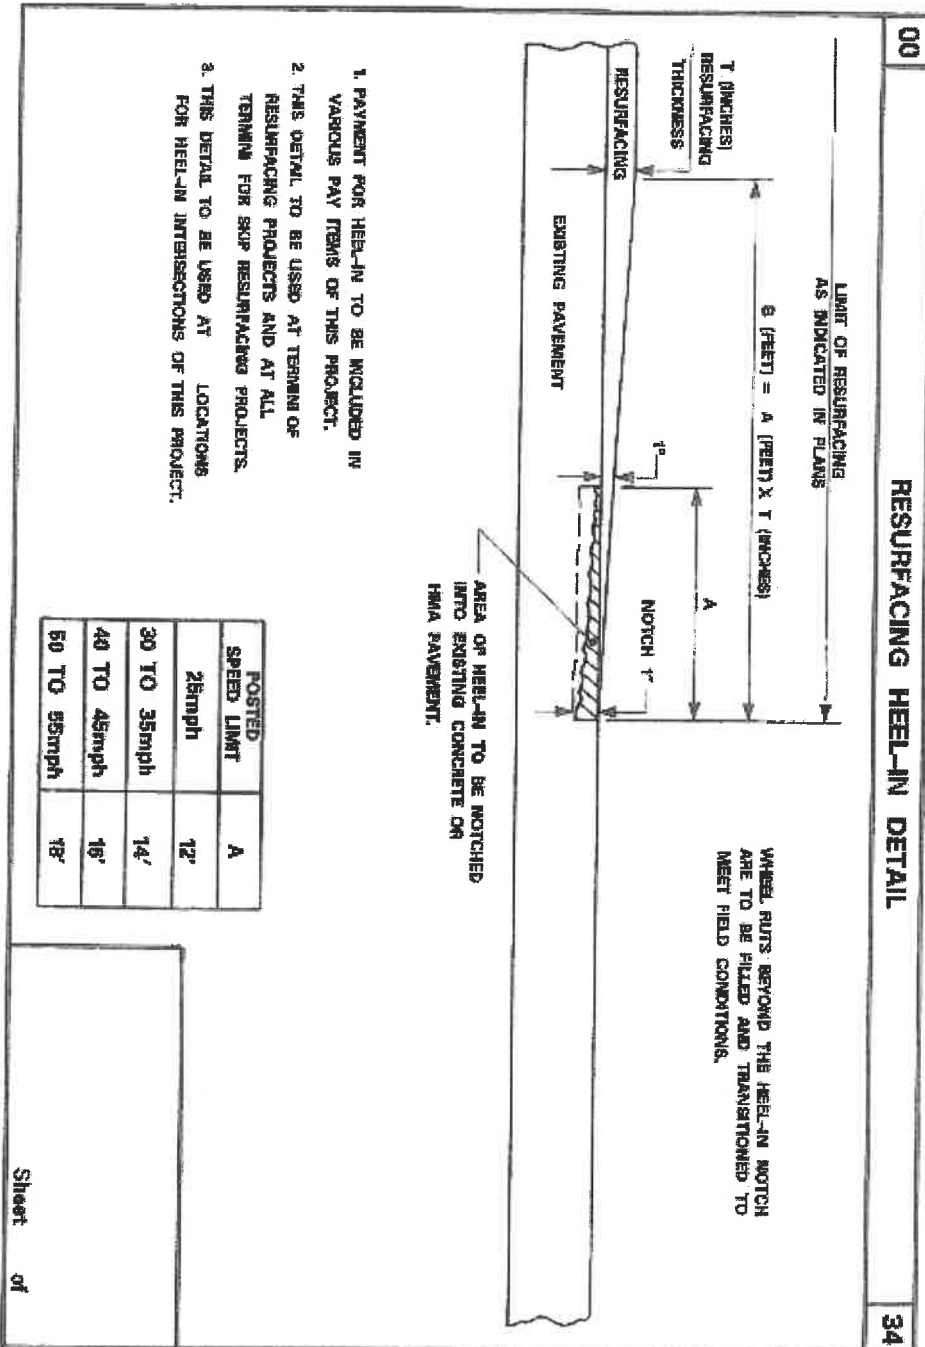 00
RESURFACING HEEL-IN DETAIL
34
LIMIT OF RESURFACING
AS INDICATED IN PLANS
T (INCHES)
RESURFACING
THICKNESS
B (FEET) = A (FEET) X T (INCHES)
WHEEL RUTS BEYOND THE HEEL-IN NOTCH
ARE TO BE FILLED AND TRANSITIONED TO
MEET FIELD CONDITIONS.
A
RESURFACING
1"
NOTCH 1"
EXISTING PAVEMENT
AREA OF HEEL-IN TO BE NOTCHED
INTO EXISTING CONCRETE OR
HMA PAVEMENT.
1. PAYMENT FOR HEEL-IN TO BE INCLUDED IN
VARIOUS PAY ITEMS OF THIS PROJECT.
2. THIS DETAIL TO BE USED AT TERMINI OF
RESURFACING PROJECTS AND AT ALL
TERMINI FOR SKIP RESURFACING PROJECTS.
3. THIS DETAIL TO BE USED AT LOCATIONS
FOR HEEL-IN INTERSECTIONS OF THIS PROJECT.
POSTED
SPEED LIMIT A
25mph 12'
30 TO 35mph 14'
40 TO 45mph 16'
50 TO 55mph 18'
Sheet of